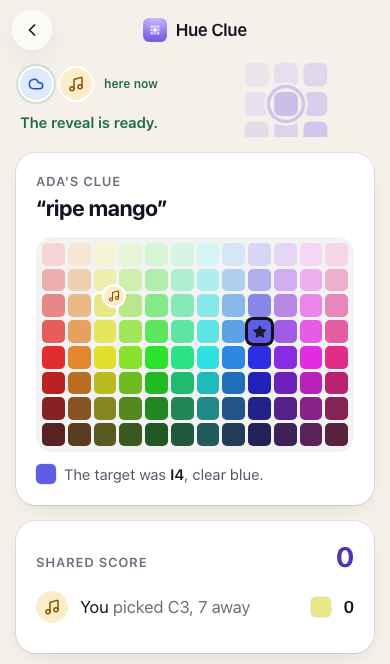 Hue Clue
here now
The reveal is ready.
ADA'S CLUE
“ripe mango”
The target was I4, clear blue.
SHARED SCORE
0
You picked C3, 7 away
0